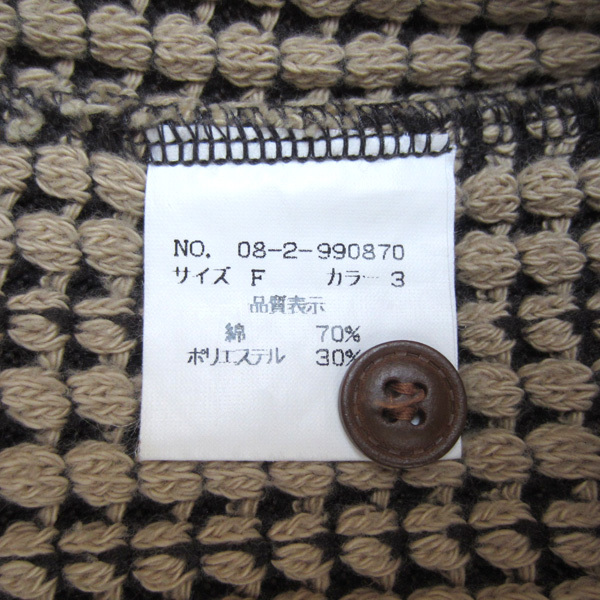 NO. 08-2-990870
サイズ F カラー 3
品質表示
綿 70%
ポリエステル 30%